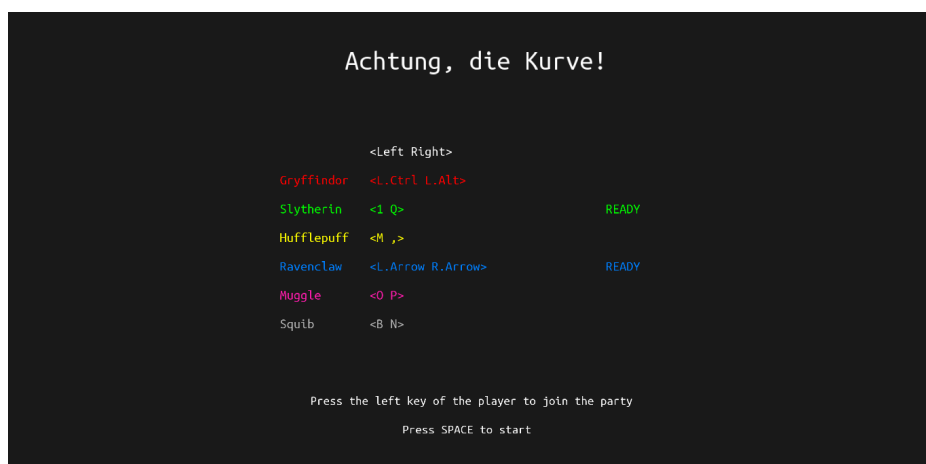 Achtung, die Kurve!
<Left Right>
Gryffindor <L.Ctrl L.Alt>
Slytherin <1 Q> READY
Hufflepuff <M ,>
Ravenclaw <L.Arrow R.Arrow> READY
Muggle <O P>
Squib <B N>
Press the left key of the player to join the party
Press SPACE to start